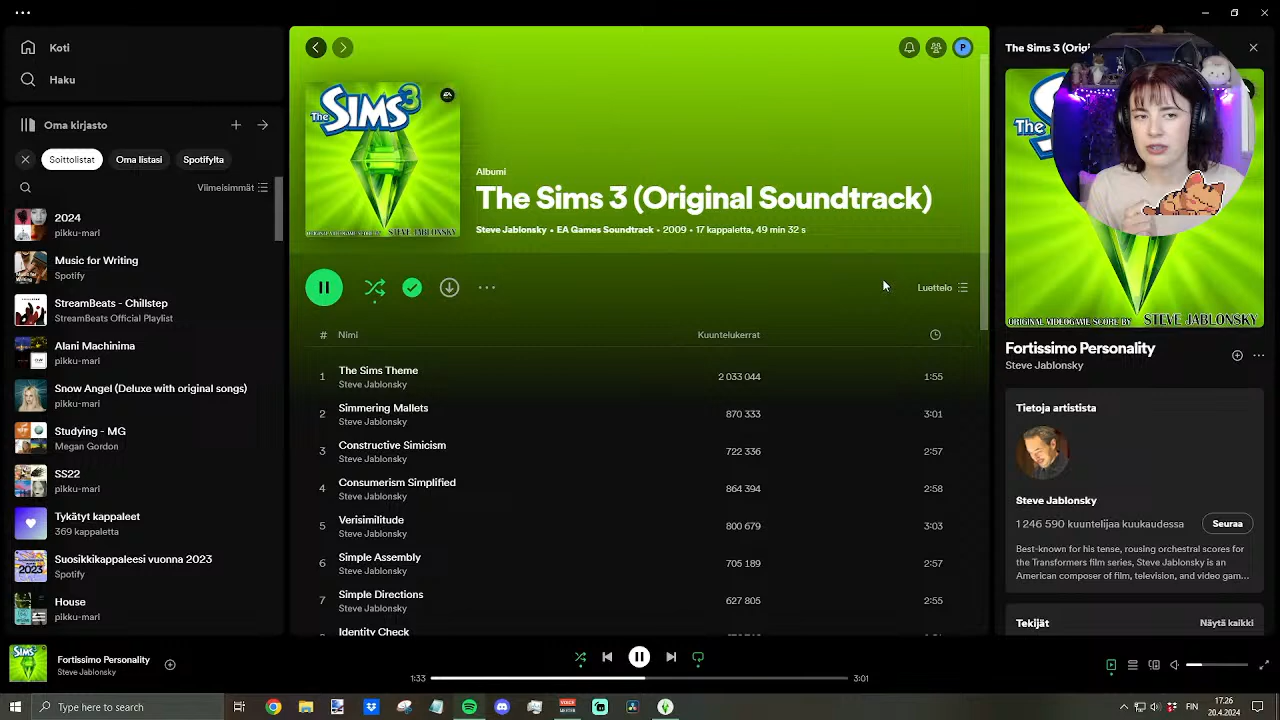 Koti
Haku
Oma kirjasto
Soittolistat
Oma listasi
Spotifylta
Viimeisimmät
2024
pikku-mari
Music for Writing
Spotify
StreamBeats - Chillstep
StreamBeats Official Playlist
Alani Machinima
pikku-mari
Snow Angel (Deluxe with original songs)
pikku-mari
Studying - MG
Megan Gordon
SS22
pikku-mari
Tykätyt kappaleet
369 kappaletta
Suosikkikappaleesi vuonna 2023
Spotify
House
pikku-mari
P
The SIMS 3
EA
STEVE JABLONSKY
Albumi
The Sims 3 (Original Soundtrack)
Steve Jablonsky • EA Games Soundtrack • 2009 • 17 kappaletta, 49 min 32 s
Luettelo
# Nimi Kuuntelukerrat
1 The Sims Theme 2 033 044 1:55
Steve Jablonsky
2 Simmering Mallets 870 333 3:01
Steve Jablonsky
3 Constructive Simicism 722 336 2:57
Steve Jablonsky
4 Consumerism Simplified 864 394 2:58
Steve Jablonsky
5 Verisimilitude 800 679 3:03
Steve Jablonsky
6 Simple Assembly 705 189 2:57
Steve Jablonsky
7 Simple Directions 627 805 2:55
Steve Jablonsky
Identity Check
The Sims 3 (Ori
The
ORIGINAL VIDEOGAME SCORE BY STEVE JABLONSKY
Fortissimo Personality
Steve Jablonsky
Tietoja artistista
Steve Jablonsky
1 246 590 kuuntelijaa kuukaudessa
Seuraa
Best-known for his tense, rousing orchestral scores for
the Transformers film series, Steve Jablonsky is an
American composer of film, television, and video gam...
Tekijät
Näytä kaikki
Fortissimo Personality
Steve Jablonsky
1:33
3:01
Type here to search
FIN
17.26
20.4.2024